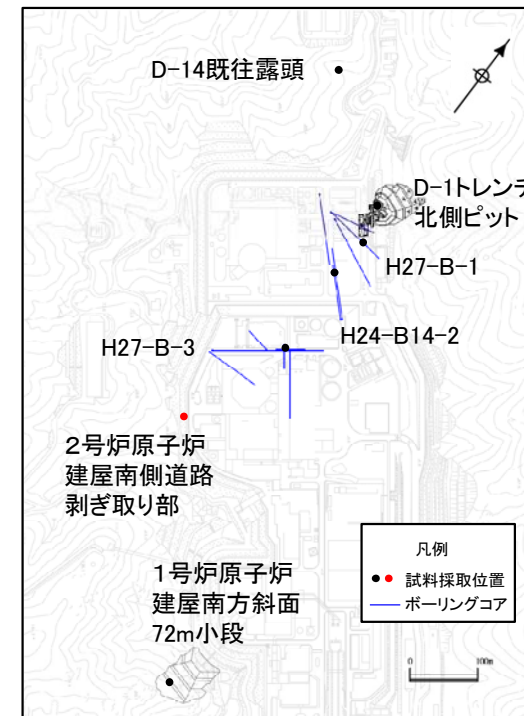 D-14既往露頭
D-1トレンチ
北側ピット
H27-B-1
H24-B14-2
H27-B-3
2号炉原子炉
建屋南側道路
剥ぎ取り部
1号炉原子炉
建屋南方斜面
72m小段
凡例
試料採取位置
ボーリングコア
0 100m